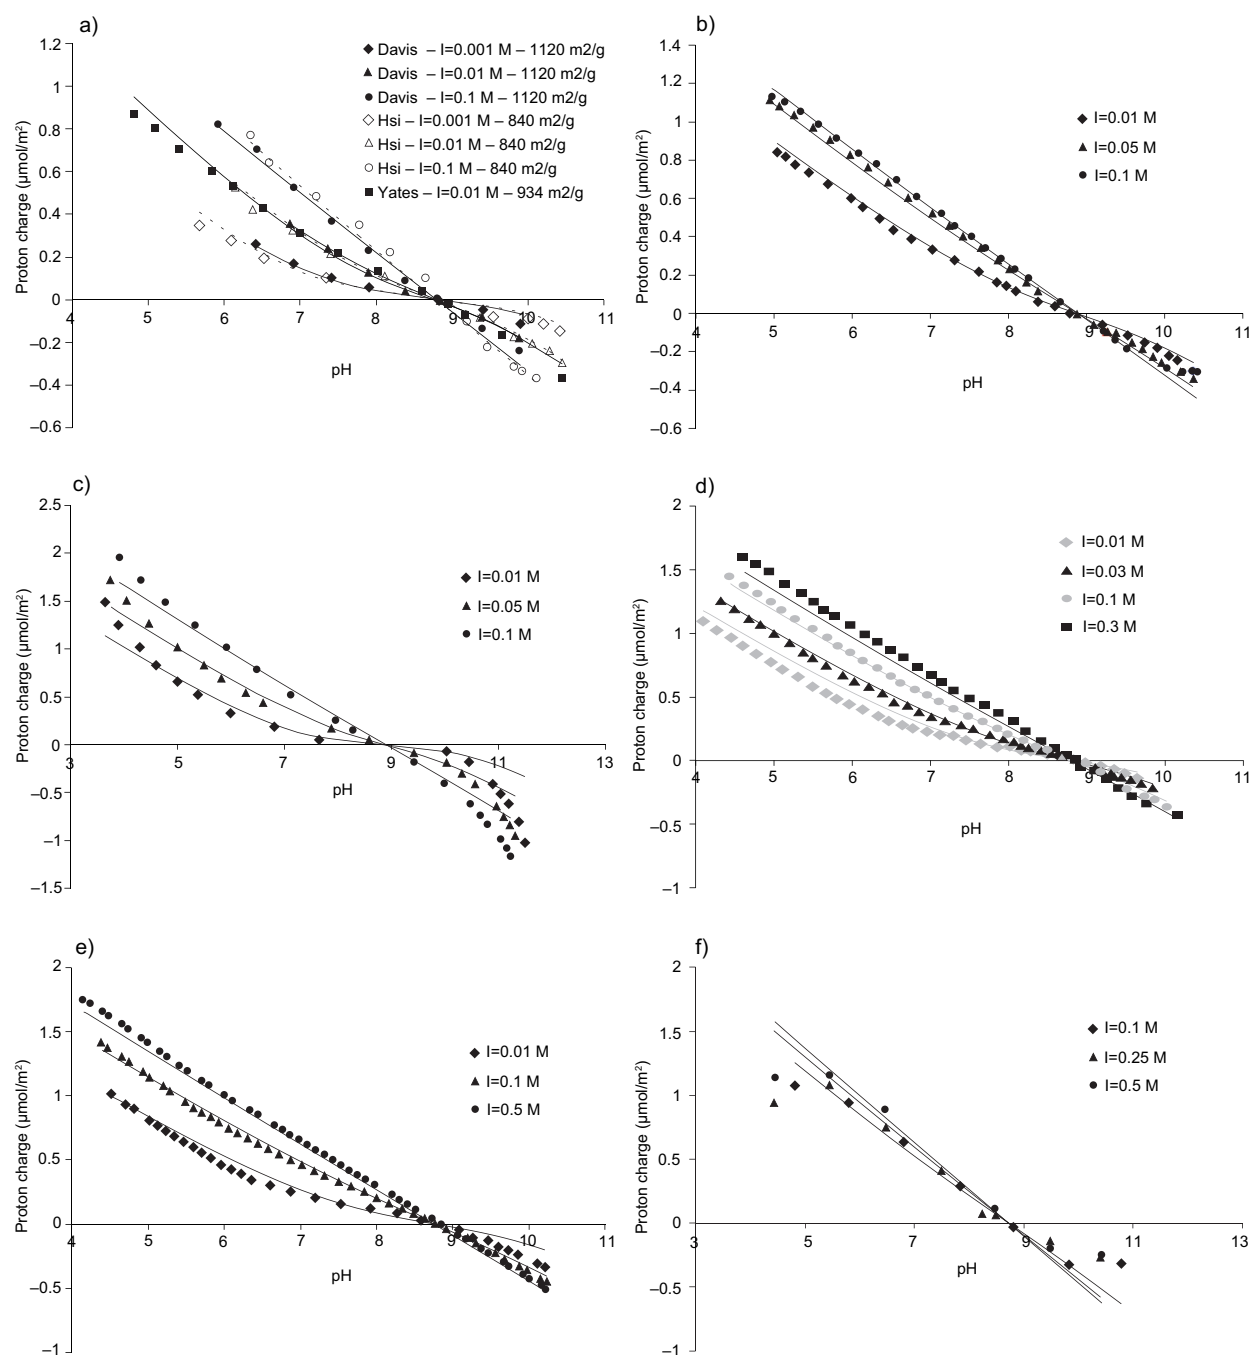 a)
1.2
1
0.8
0.6
0.4
0.2
0
–0.2
–0.4
–0.6
4
5
6
7
8
9
10
11
Proton charge (μmol/m²)
pH
Davis – I=0.001 M – 1120 m2/g
Davis – I=0.01 M – 1120 m2/g
Davis – I=0.1 M – 1120 m2/g
Hsi – I=0.001 M – 840 m2/g
Hsi – I=0.01 M – 840 m2/g
Hsi – I=0.1 M – 840 m2/g
Yates – I=0.01 M – 934 m2/g
b)
1.4
1.2
1
0.8
0.6
0.4
0.2
0
–0.2
–0.4
–0.6
4
5
6
7
8
9
10
11
Proton charge (μmol/m²)
pH
I=0.01 M
I=0.05 M
I=0.1 M
c)
2.5
2
1.5
1
0.5
0
–0.5
–1
–1.5
3
5
7
9
11
13
Proton charge (μmol/m²)
pH
I=0.01 M
I=0.05 M
I=0.1 M
d)
2
1.5
1
0.5
0
–0.5
–1
4
5
6
7
8
9
10
11
Proton charge (μmol/m²)
pH
I=0.01 M
I=0.03 M
I=0.1 M
I=0.3 M
e)
2
1.5
1
0.5
0
–0.5
–1
4
5
6
7
8
9
10
11
Proton charge (μmol/m²)
pH
I=0.01 M
I=0.1 M
I=0.5 M
f)
2
1.5
1
0.5
0
–0.5
–1
3
5
7
9
11
13
Proton charge (μmol/m²)
pH
I=0.1 M
I=0.25 M
I=0.5 M